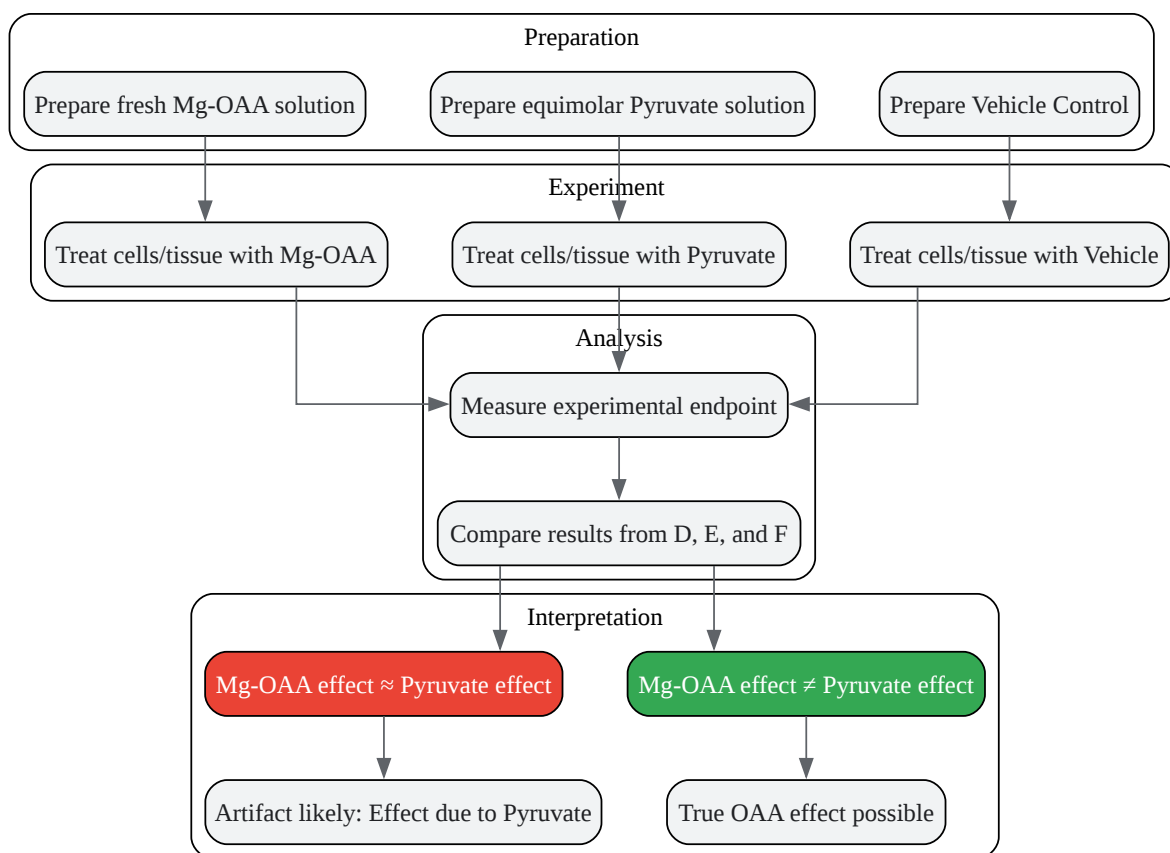 Preparation
Prepare fresh Mg-OAA solution
Prepare equimolar Pyruvate solution
Prepare Vehicle Control
Experiment
Treat cells/tissue with Mg-OAA
Treat cells/tissue with Pyruvate
Treat cells/tissue with Vehicle
Analysis
Measure experimental endpoint
Compare results from D, E, and F
Interpretation
Mg-OAA effect ≈ Pyruvate effect
Mg-OAA effect ≠ Pyruvate effect
Artifact likely: Effect due to Pyruvate
True OAA effect possible